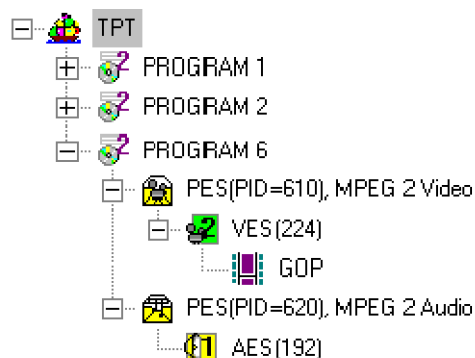 TPT
PROGRAM 1
PROGRAM 2
PROGRAM 6
PES(PID=610), MPEG 2 Video
VES(224)
GOP
PES(PID=620), MPEG 2 Audio
AES(192)